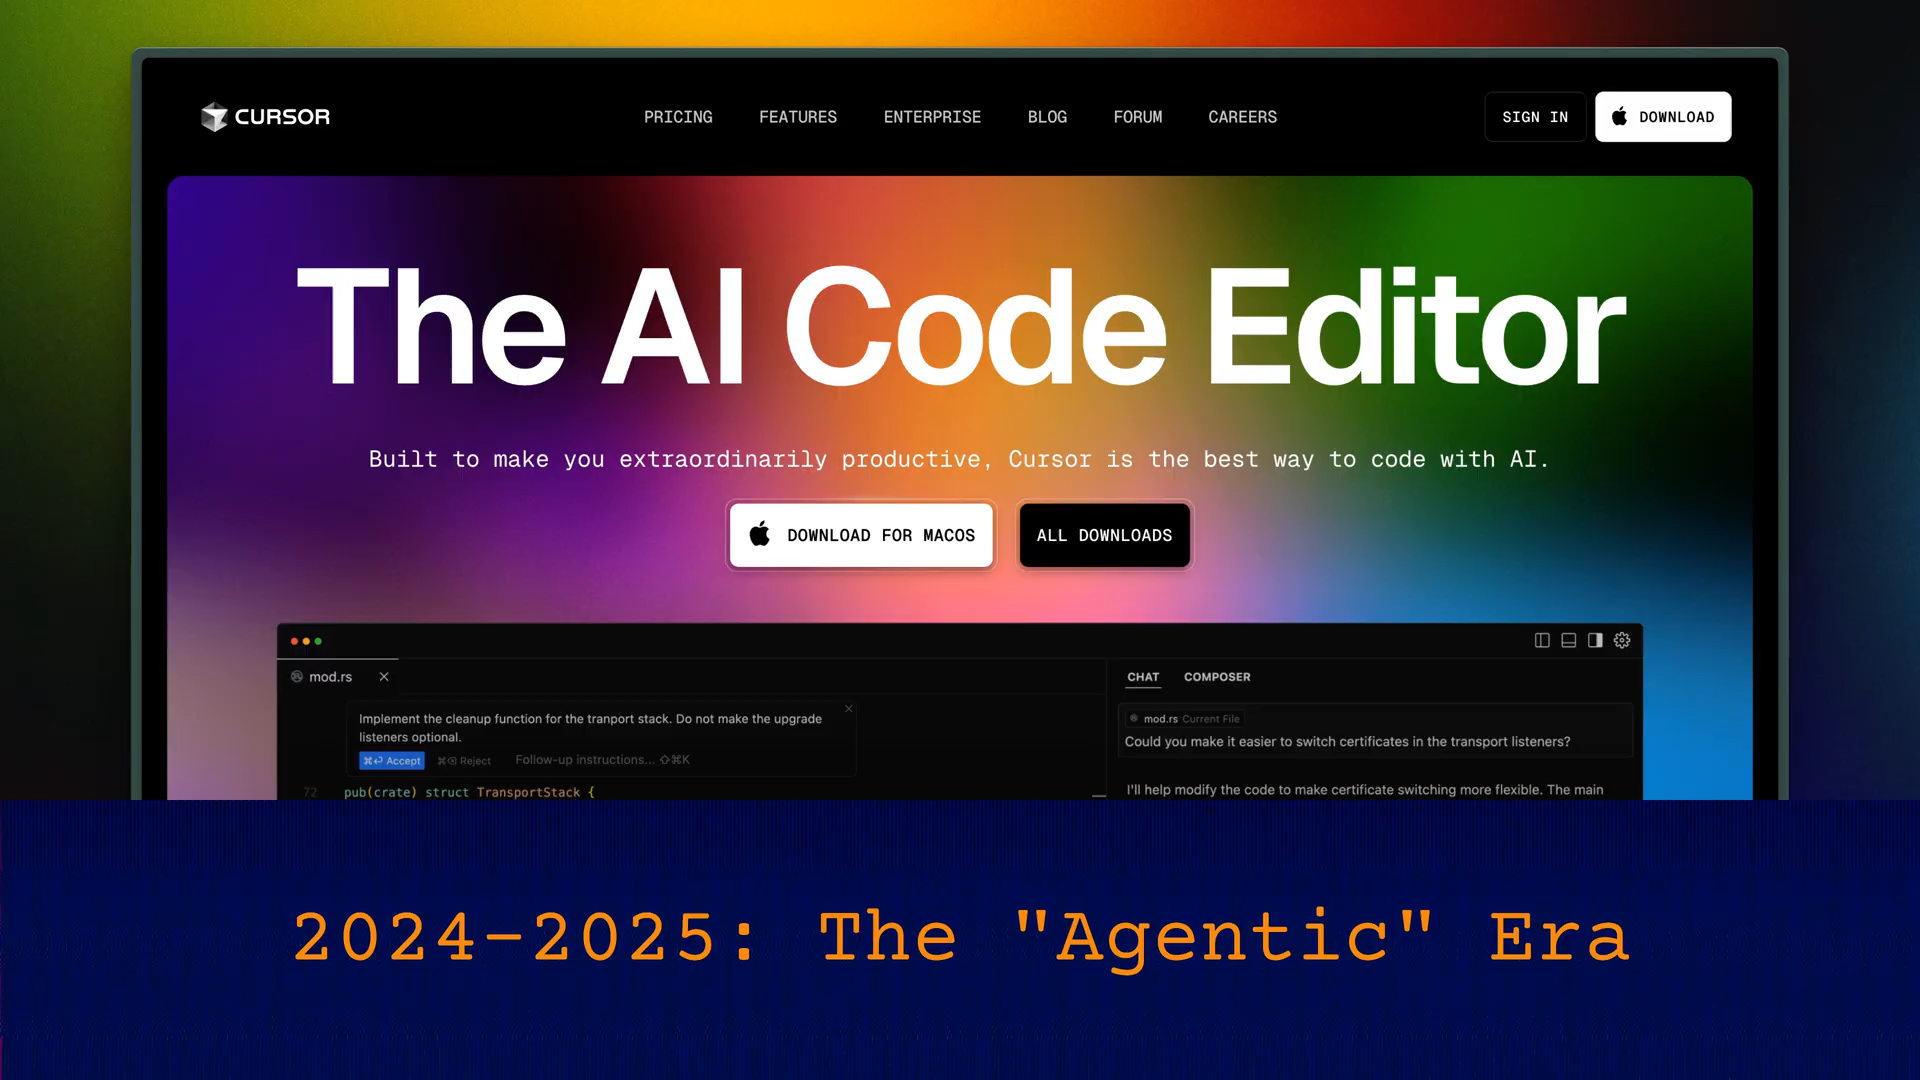 CURSOR
PRICING FEATURES ENTERPRISE BLOG FORUM CAREERS
SIGN IN DOWNLOAD
The AI Code Editor
Built to make you extraordinarily productive, Cursor is the best way to code with AI.
DOWNLOAD FOR MACOS ALL DOWNLOADS
mod.rs
Implement the cleanup function for the tranport stack. Do not make the upgrade
listeners optional.
⌘⏎ Accept ⌘⌫ Reject Follow-up instructions... ⇧⌘K
72 pub(crate) struct TransportStack {
CHAT COMPOSER
mod.rs Current File
Could you make it easier to switch certificates in the transport listeners?
I'll help modify the code to make certificate switching more flexible. The main
2024-2025: The "Agentic" Era